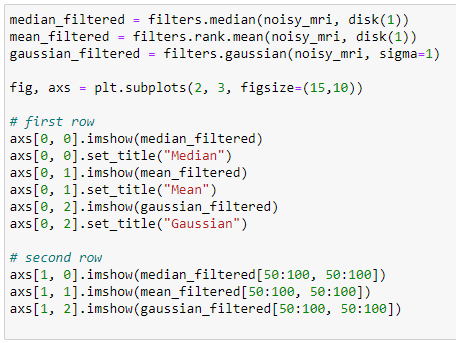 median_filtered = filters.median(noisy_mri, disk(1))
mean_filtered = filters.rank.mean(noisy_mri, disk(1))
gaussian_filtered = filters.gaussian(noisy_mri, sigma=1)
fig, axs = plt.subplots(2, 3, figsize=(15,10))
# first row
axs[0, 0].imshow(median_filtered)
axs[0, 0].set_title("Median")
axs[0, 1].imshow(mean_filtered)
axs[0, 1].set_title("Mean")
axs[0, 2].imshow(gaussian_filtered)
axs[0, 2].set_title("Gaussian")
# second row
axs[1, 0].imshow(median_filtered[50:100, 50:100])
axs[1, 1].imshow(mean_filtered[50:100, 50:100])
axs[1, 2].imshow(gaussian_filtered[50:100, 50:100])